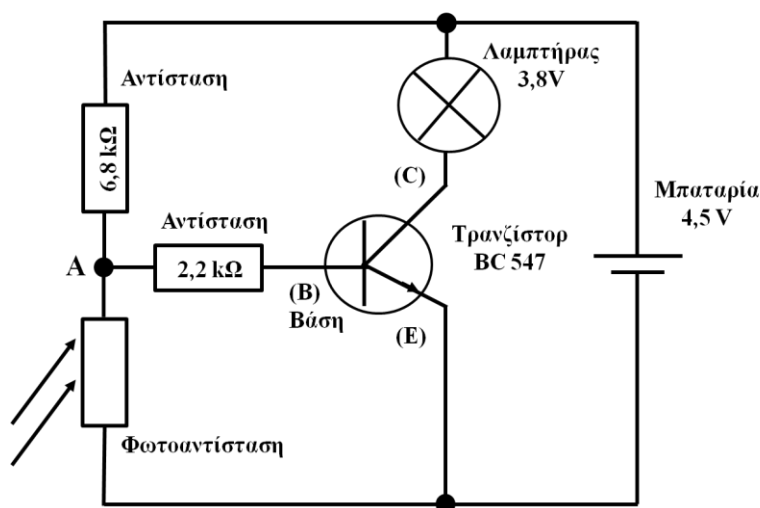 Λαμπτήρας
3,8V
Αντίσταση
6,8 kΩ
(C)
Μπαταρία
4,5 V
Αντίσταση
Τρανζίστορ
BC 547
A
2,2 kΩ
(B)
Βάση
(E)
Φωτοαντίσταση